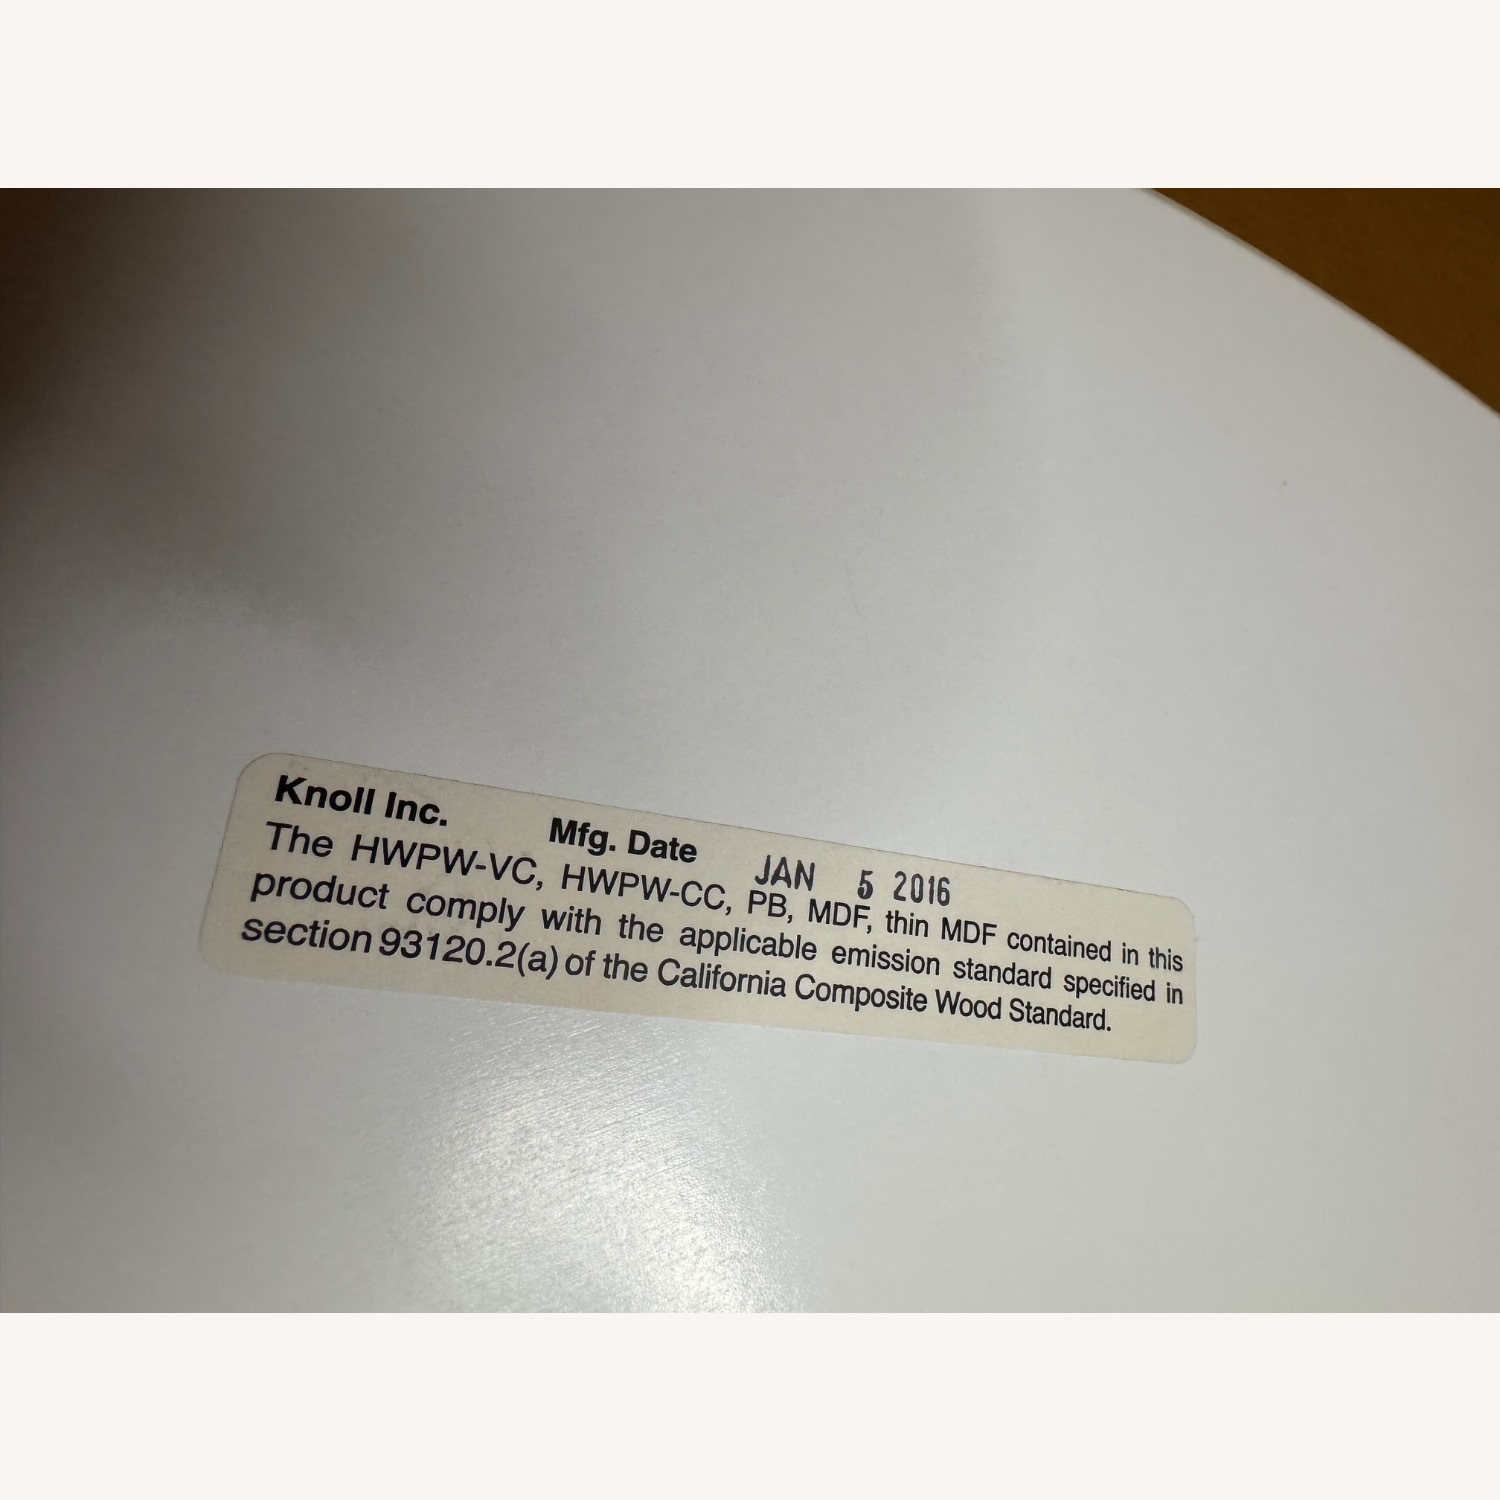 Knoll Inc. Mfg. Date JAN 5 2016
The HWPW-VC, HWPW-CC, PB, MDF, thin MDF contained in this
product comply with the applicable emission standard specified in
section 93120.2(a) of the California Composite Wood Standard.